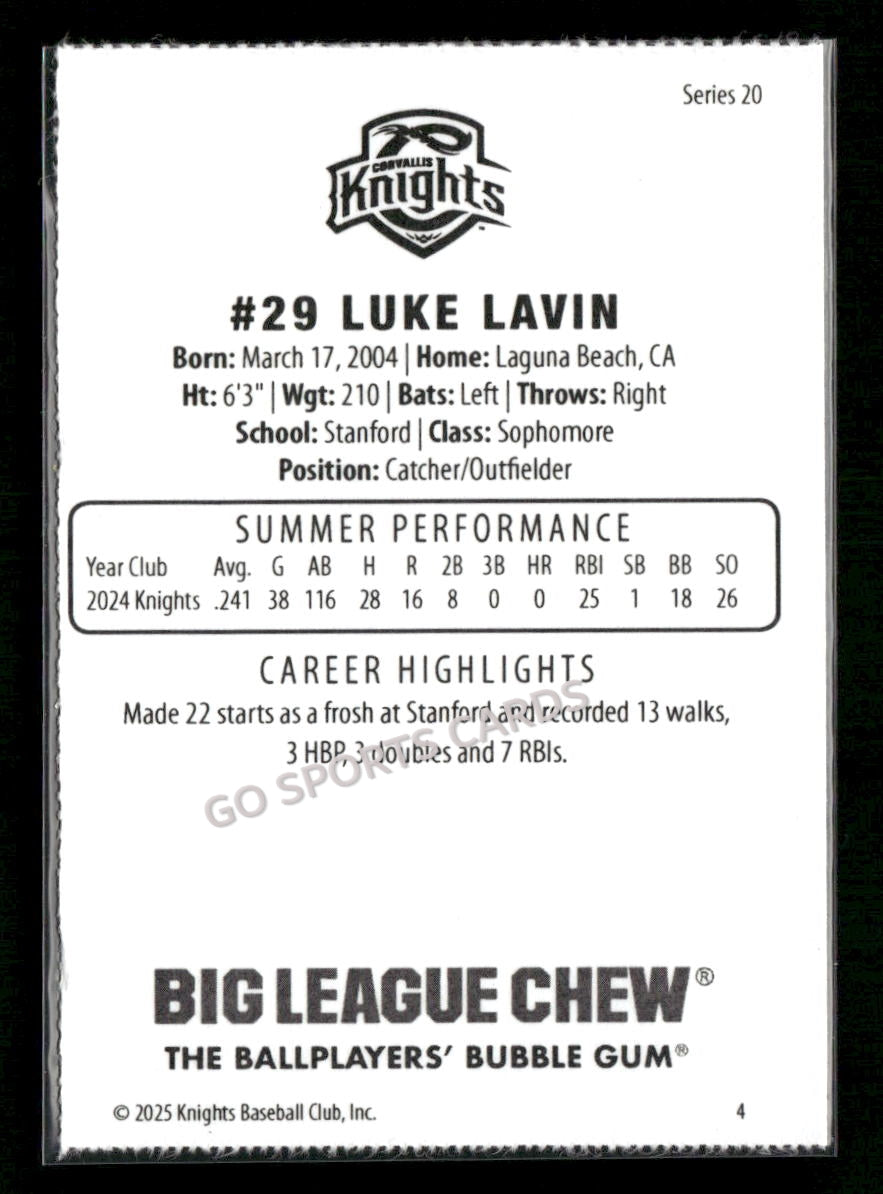 Series 20
CORVALLIS
Knights
™
#29 LUKE LAVIN
Born: March 17, 2004 | Home: Laguna Beach, CA
Ht: 6'3" | Wgt: 210 | Bats: Left | Throws: Right
School: Stanford | Class: Sophomore
Position: Catcher/Outfielder
SUMMER PERFORMANCE
Year Club Avg. G AB H R 2B 3B HR RBI SB BB SO
2024 Knights .241 38 116 28 16 8 0 0 25 1 18 26
CAREER HIGHLIGHTS
Made 22 starts as a frosh at Stanford and recorded 13 walks,
3 HBP, 3 doubles and 7 RBIs.
GO SPORTS CARDS
BIG LEAGUE CHEW®
THE BALLPLAYERS' BUBBLE GUM®
© 2025 Knights Baseball Club, Inc. 4